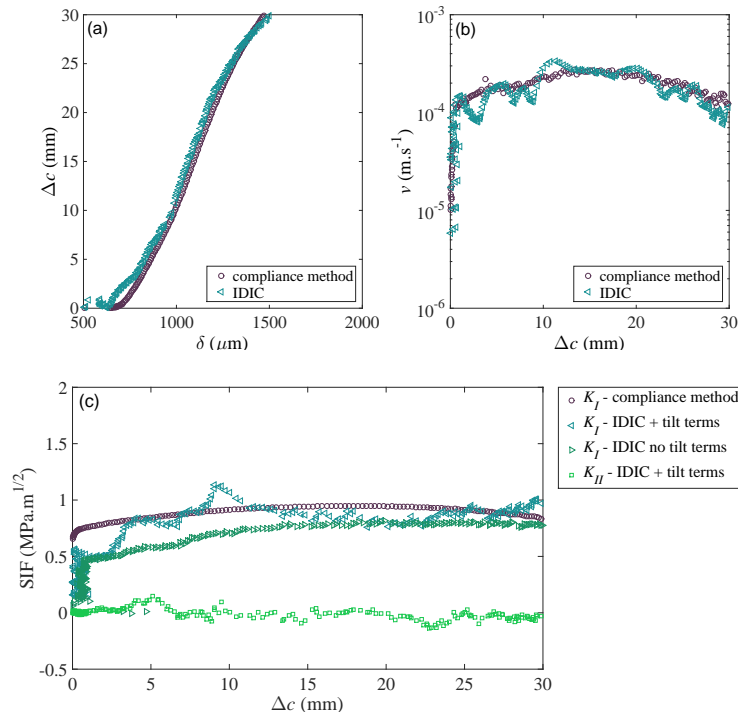 (a)
30
25
20
15
10
5
0
Δc (mm)
500
1000
1500
2000
δ (μm)
compliance method
IDIC
(b)
10^-3
10^-4
10^-5
10^-6
v (m.s^-1)
0
10
20
30
Δc (mm)
compliance method
IDIC
(c)
2
1.5
1
0.5
0
-0.5
SIF (MPa.m^1/2)
0
5
10
15
20
25
30
Δc (mm)
K_I - compliance method
K_I - IDIC + tilt terms
K_I - IDIC no tilt terms
K_II - IDIC + tilt terms